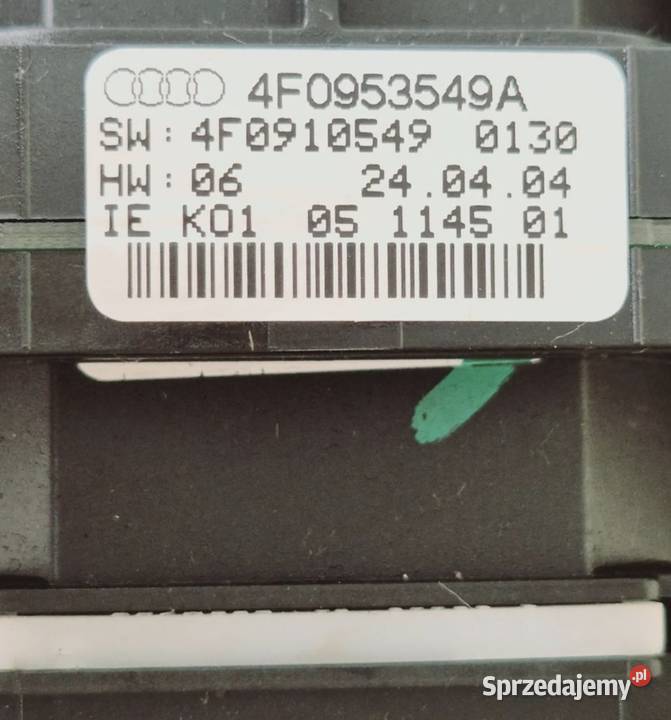 4F0953549A
SW: 4F0910549 0130
HW: 06 24.04.04
IE K01 05 1145 01
Sprzedajemy.pl